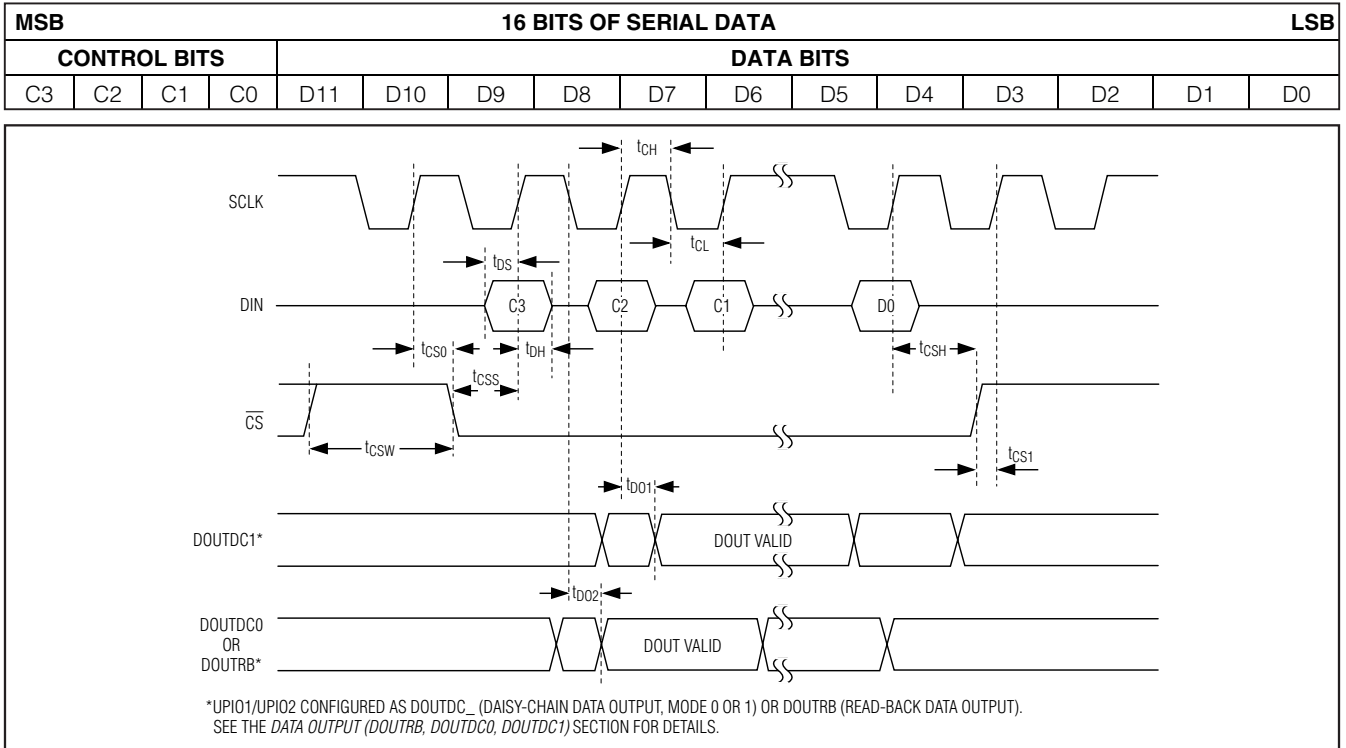 MSB 16 BITS OF SERIAL DATA LSB
CONTROL BITS DATA BITS
C3 C2 C1 C0 D11 D10 D9 D8 D7 D6 D5 D4 D3 D2 D1 D0
tCH
SCLK
tCL
tDS
DIN C3 C2 C1 D0
tCS0 tDH tCSH
tCSS
CS
tCSW tCS1
tDO1
DOUTDC1* DOUT VALID
tDO2
DOUTDC0
OR DOUT VALID
DOUTRB*
*UPIO1/UPIO2 CONFIGURED AS DOUTDC_ (DAISY-CHAIN DATA OUTPUT, MODE 0 OR 1) OR DOUTRB (READ-BACK DATA OUTPUT).
SEE THE DATA OUTPUT (DOUTRB, DOUTDC0, DOUTDC1) SECTION FOR DETAILS.